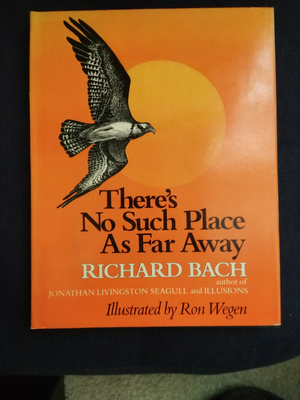 There's
No Such Place
As Far Away
RICHARD BACH
author of
JONATHAN LIVINGSTON SEAGULL and ILLUSIONS
Illustrated by Ron Wegen